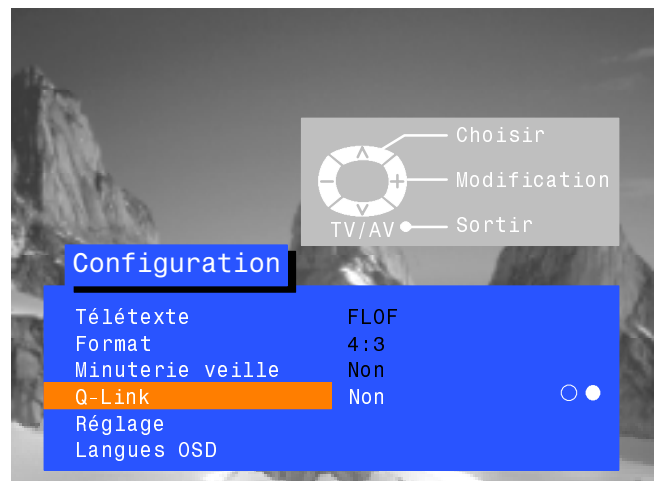 Choisir
Modification
TV/AV Sortir
Configuration
Télétexte FLOF
Format 4:3
Minuterie veille Non
Q-Link Non
Réglage
Langues OSD